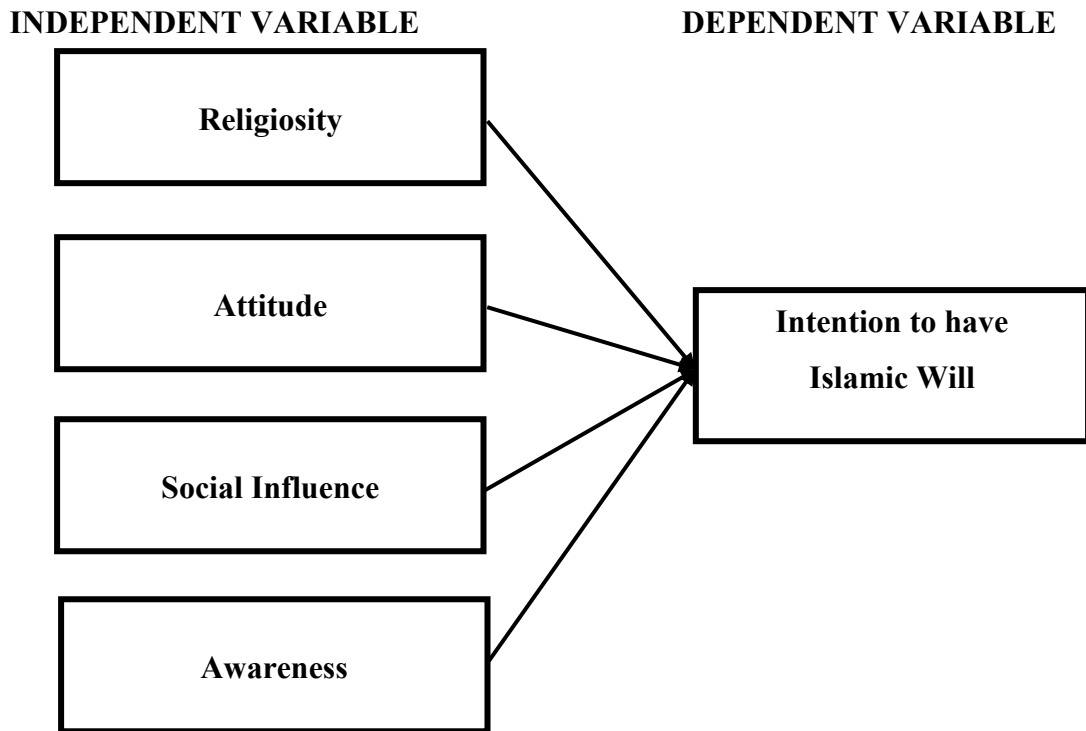 INDEPENDENT VARIABLE
DEPENDENT VARIABLE
Religiosity
Attitude
Social Influence
Awareness
Intention to have
Islamic Will